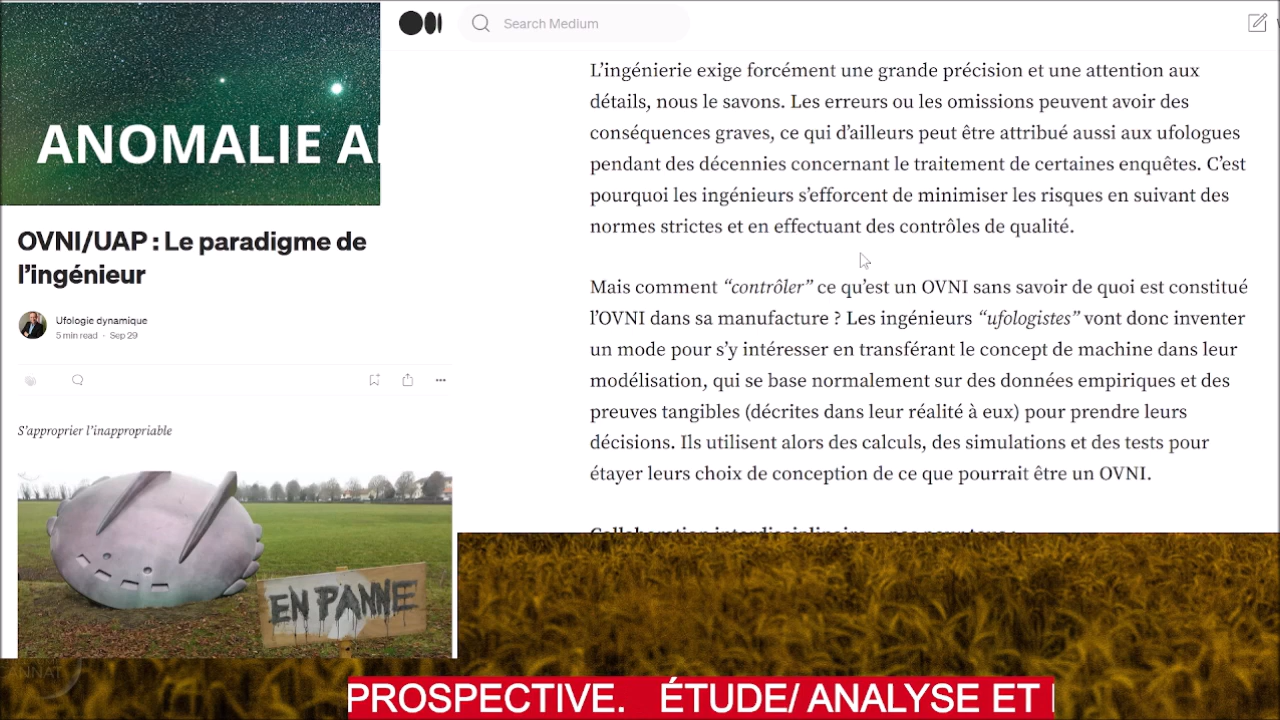 Search Medium
ANOMALIE
OVNI/UAP : Le paradigme de
l’ingénieur
Ufologie dynamique
5 min read · Sep 29
S’approprier l’inappropriable
EN PANNE
L’ingénierie exige forcément une grande précision et une attention aux
détails, nous le savons. Les erreurs ou les omissions peuvent avoir des
conséquences graves, ce qui d’ailleurs peut être attribué aussi aux ufologues
pendant des décennies concernant le traitement de certaines enquêtes. C’est
pourquoi les ingénieurs s’efforcent de minimiser les risques en suivant des
normes strictes et en effectuant des contrôles de qualité.
Mais comment “contrôler” ce qu’est un OVNI sans savoir de quoi est constitué
l’OVNI dans sa manufacture ? Les ingénieurs “ufologistes” vont donc inventer
un mode pour s’y intéresser en transférant le concept de machine dans leur
modélisation, qui se base normalement sur des données empiriques et des
preuves tangibles (décrites dans leur réalité à eux) pour prendre leurs
décisions. Ils utilisent alors des calculs, des simulations et des tests pour
étayer leurs choix de conception de ce que pourrait être un OVNI.
ANNAT
PROSPECTIVE. ÉTUDE/ ANALYSE ET